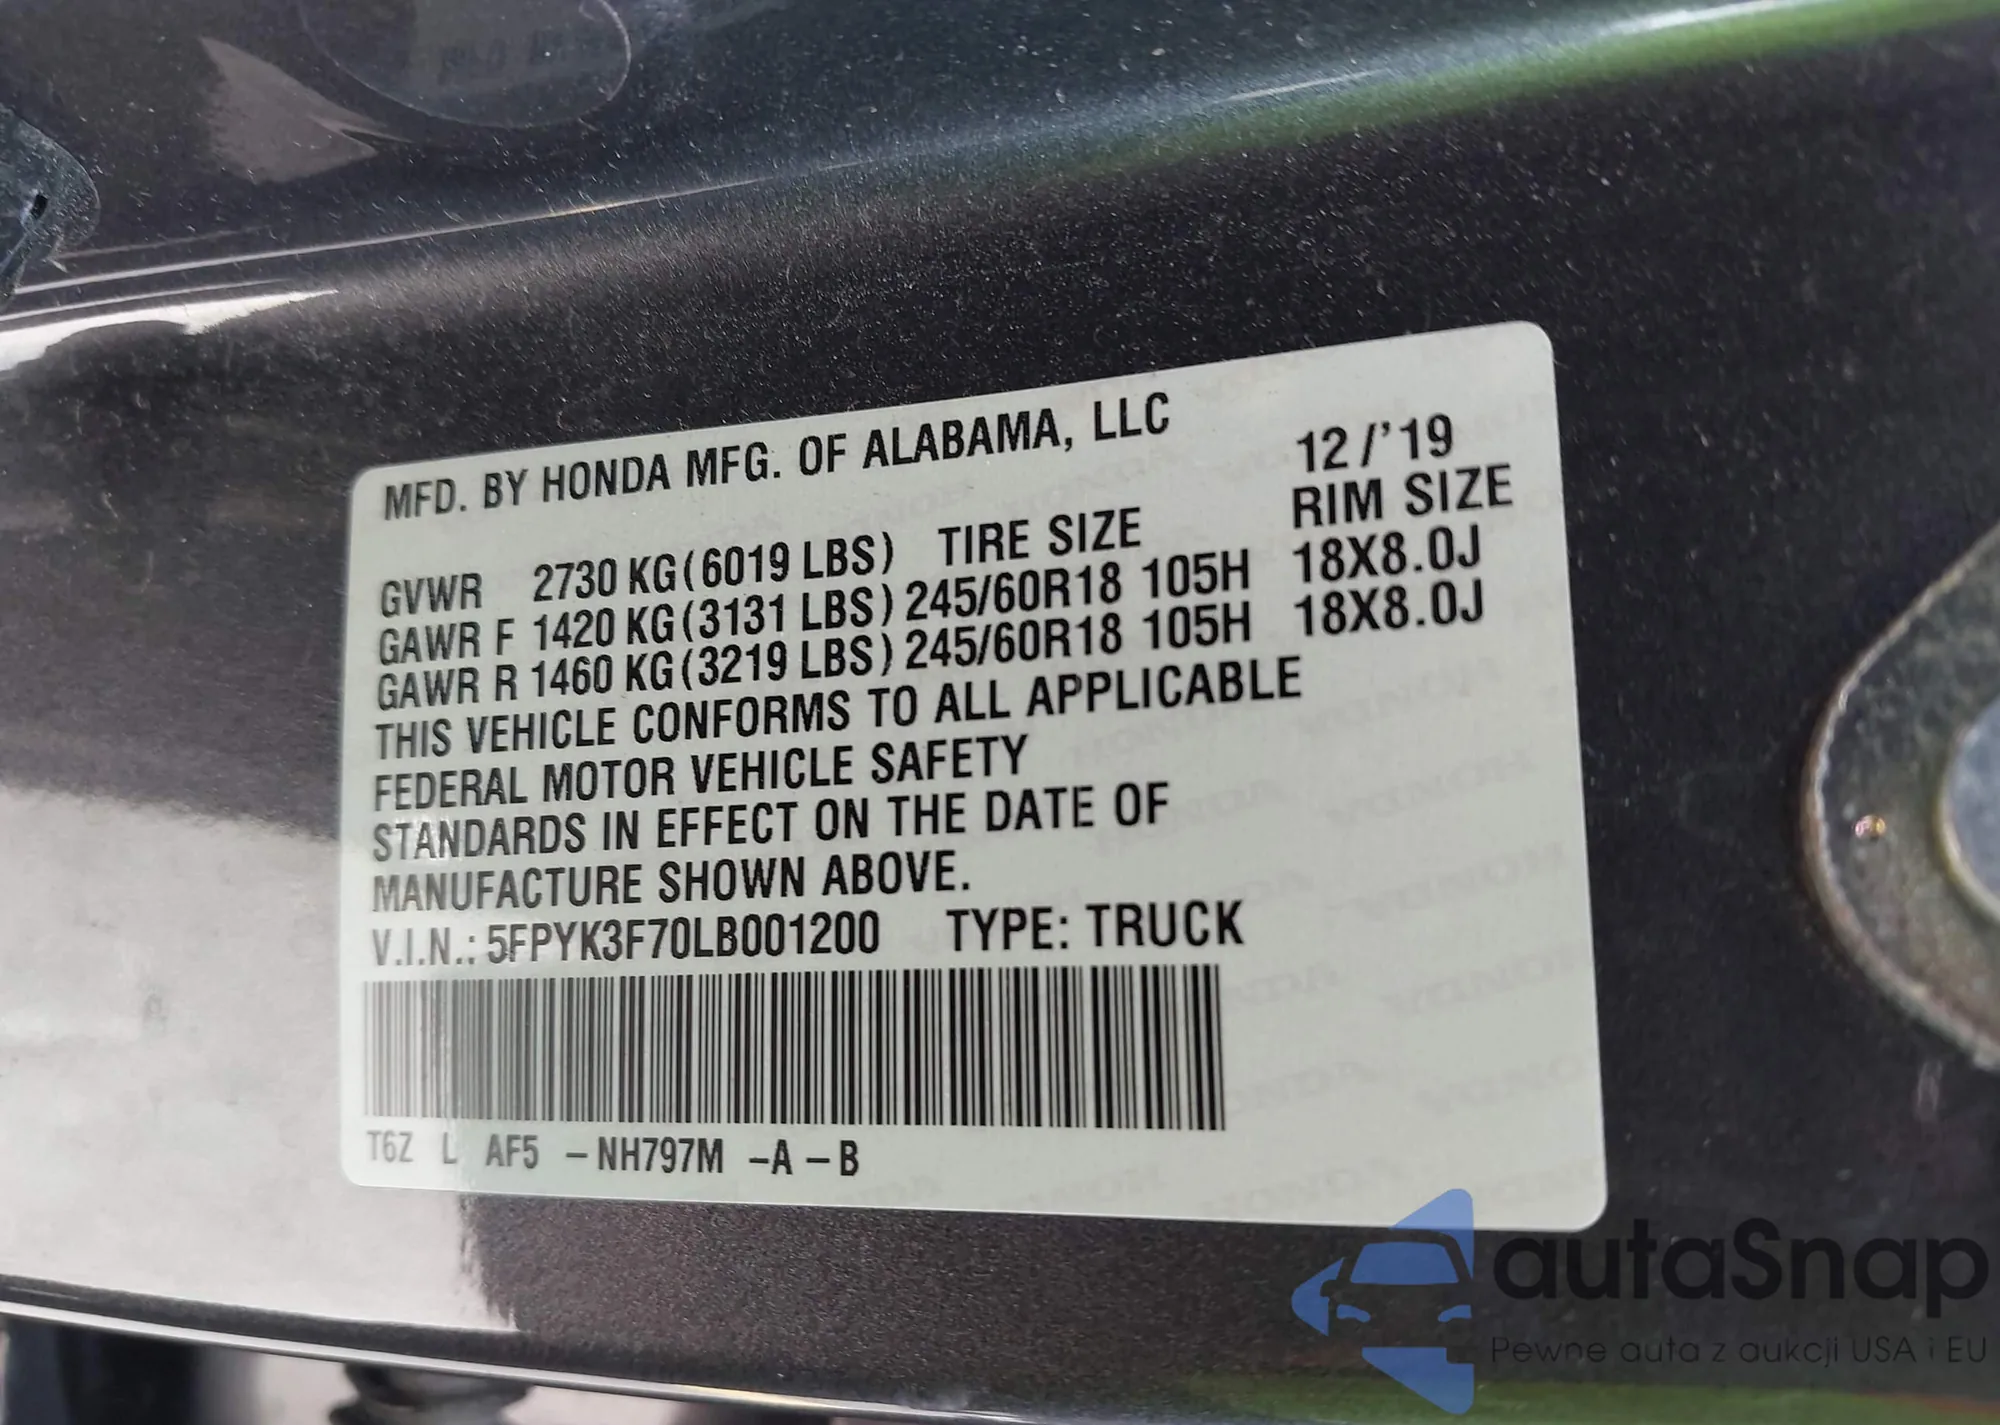 MFD. BY HONDA MFG. OF ALABAMA, LLC 12/'19
TIRE SIZE RIM SIZE
GVWR 2730 KG(6019 LBS)
GAWR F 1420 KG(3131 LBS) 245/60R18 105H 18X8.0J
GAWR R 1460 KG(3219 LBS) 245/60R18 105H 18X8.0J
THIS VEHICLE CONFORMS TO ALL APPLICABLE
FEDERAL MOTOR VEHICLE SAFETY
STANDARDS IN EFFECT ON THE DATE OF
MANUFACTURE SHOWN ABOVE.
V.I.N.: 5FPYK3F70LB001200 TYPE: TRUCK
T6Z L AF5 -NH797M -A -B
autaSnap
Pewne auta z aukcji USA i EU